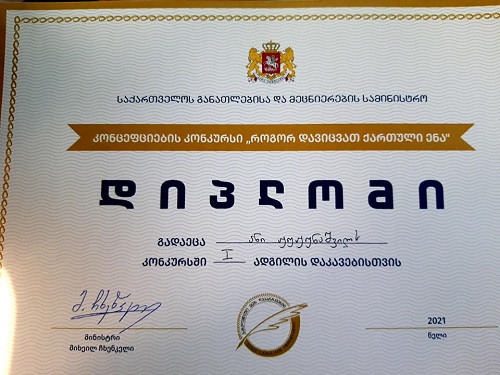 საქართველოს განათლებისა და მეცნიერების სამინისტრო
კონცეფციების კონკურსი „როგორ დავიცვათ ქართული ენა“
დიპლომი
გადაეცა ანი
კონკურსში I ადგილის დაკავებისთვის
მინისტრი
მიხეილ ჩხენკელი
2021
წელი